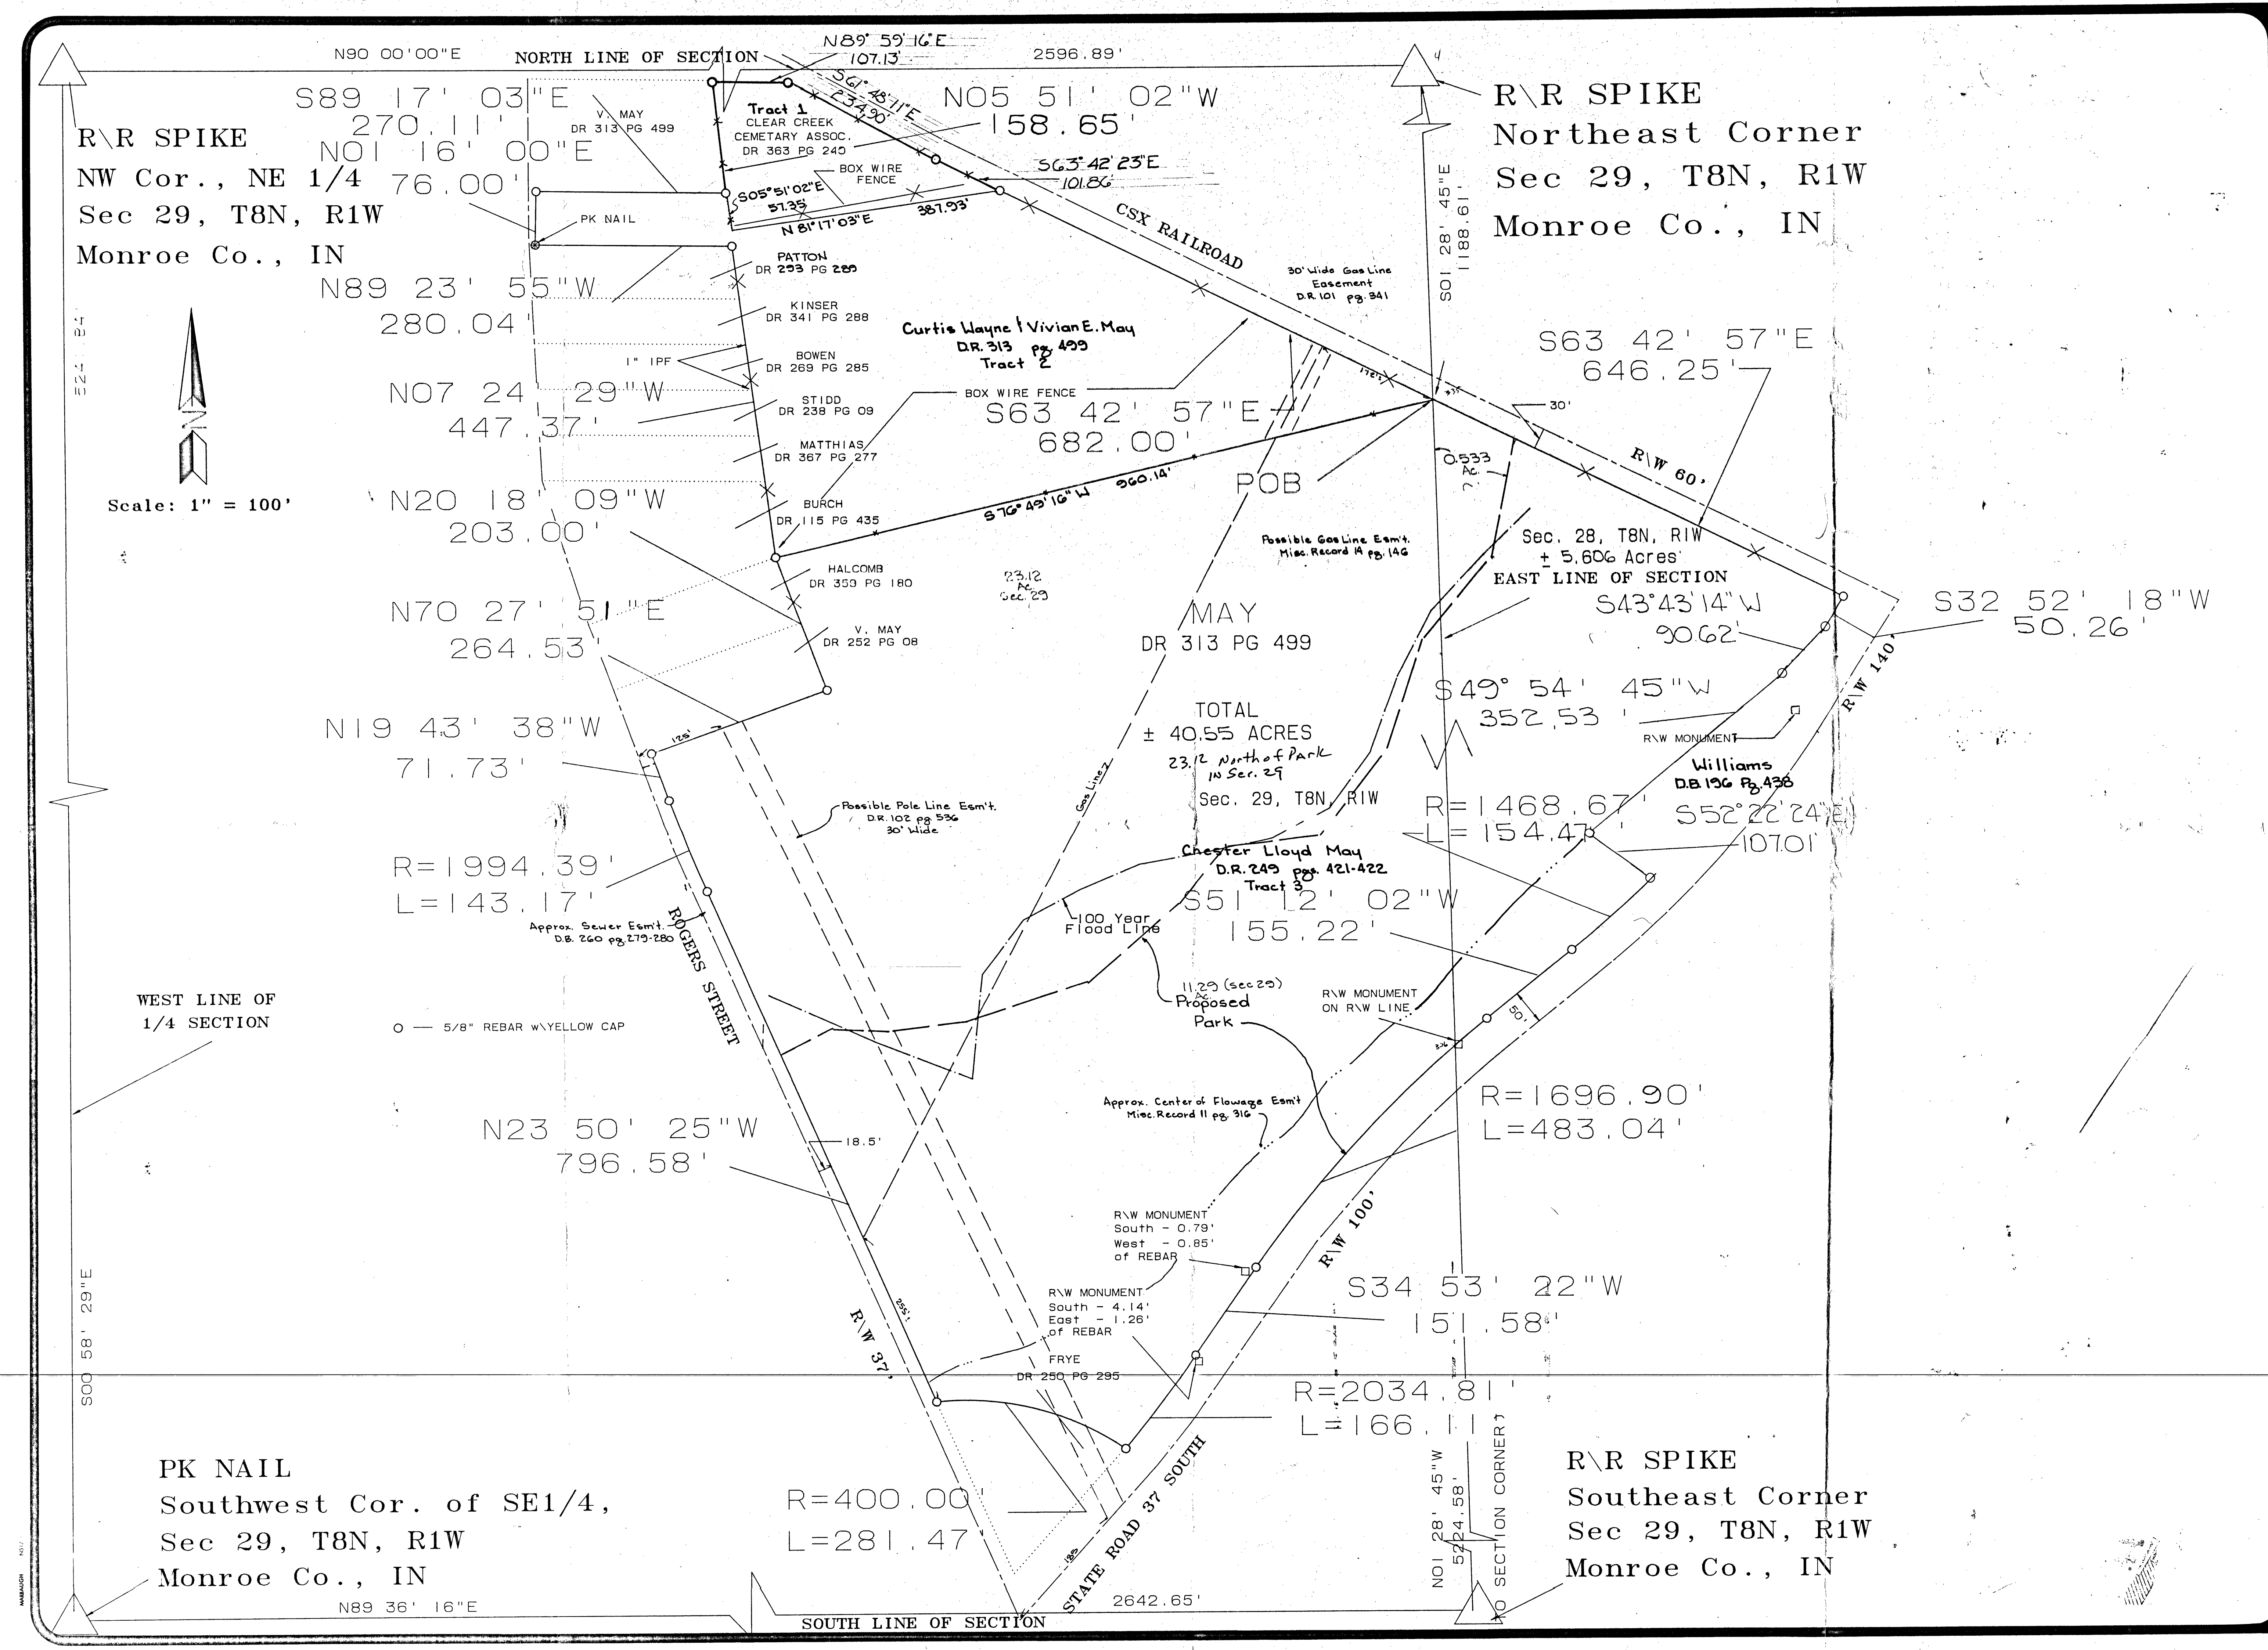 N90 00'00"E
NORTH LINE OF SECTION
N89° 59' 16"E
107.13'
2596.89'
S61° 48' 11"E
234.90'
S89 17' 03"E
270.11'
N01 16' 00"E
76.00'
V. MAY
DR 313 PG 499
Tract 1
CLEAR CREEK
CEMETARY ASSOC.
DR 363 PG 240
N05 51' 02"W
158.65'
R\R SPIKE
NW Cor., NE 1/4
Sec 29, T8N, R1W
Monroe Co., IN
R\R SPIKE
Northeast Corner
Sec 29, T8N, R1W
Monroe Co., IN
BOX WIRE
FENCE
S63° 42' 23"E
101.86'
S05° 51' 02"E
57.35'
N 81° 17' 03"E 387.93'
PK NAIL
CSX RAILROAD
S01 28' 45"E
1188.61'
PATTON
DR 293 PG 289
N89 23' 55"W
280.04'
KINSER
DR 341 PG 288
30' Wide Gas Line
Easement
D.R. 101 pg. 341
Curtis Wayne & Vivian E. May
D.R. 313 pg. 499
Tract 2
1" IPF
BOWEN
DR 269 PG 285
S63 42' 57"E
646.25'
N07 24' 29"W
447.37'
STIDD
DR 238 PG 09
BOX WIRE FENCE
S63 42' 57"E
682.00'
30'
MATTHIAS
DR 367 PG 277
0.533
Ac.
R\W 60'
Scale: 1" = 100'
N20 18' 09"W
203.00'
BURCH
DR 115 PG 435
S76° 49' 16"W 960.14'
POB
Possible Gas Line Esm't.
Misc. Record 14 pg. 146
Sec. 28, T8N, R1W
± 5.606 Acres
EAST LINE OF SECTION
HALCOMB
DR 359 PG 180
23.12
Ac.
Sec. 29
N70 27' 51"E
264.53'
V. MAY
DR 252 PG 08
MAY
DR 313 PG 499
S43° 43' 14"W
90.62'
S32 52' 18"W
50.26'
R\W 140'
S49° 54' 45"W
352.53'
R\W MONUMENT
N19 43' 38"W
71.73'
125'
TOTAL
± 40.55 ACRES
23.12 North of Park
IN Sec. 29
Sec. 29, T8N, R1W
Gas Line
Williams
D.B. 196 Pg. 438
Possible Pole Line Esm't.
D.R. 102 pg 536
30' Wide
R=1468.67'
L=154.47'
S52° 22' 24"E
107.01'
R=1994.39'
L=143.17'
Chester Lloyd May
D.R. 249 pgs. 421-422
Tract 3
S51 12' 02"W
155.22'
Approx. Sewer Esm't.
D.B. 260 pg. 279-280
ROGERS STREET
100 Year
Flood Line
11.29 (sec 29)
Ac.
Proposed
Park
R\W MONUMENT
ON R\W LINE
50'
WEST LINE OF
1/4 SECTION
O — 5/8" REBAR w\YELLOW CAP
N23 50' 25"W
796.58'
18.5'
Approx. Center of Flowage Esm't
Misc. Record 11 pg. 316
R=1696.90'
L=483.04'
R\W MONUMENT
South - 0.79'
West - 0.85'
of REBAR
R\W 100'
R\W MONUMENT
South - 4.14'
East - 1.26'
of REBAR
S34 53' 22"W
151.58'
255'
R\W 37'
FRYE
DR 250 PG 295
R=2034.81'
L=166.11'
S00 58' 29"E
PK NAIL
Southwest Cor. of SE1/4,
Sec 29, T8N, R1W
Monroe Co., IN
R=400.00'
L=281.47
185
STATE ROAD 37 SOUTH
N01 28' 45"W
5224.58'
TO SECTION CORNER
R\R SPIKE
Southeast Corner
Sec 29, T8N, R1W
Monroe Co., IN
N89 36' 16"E
SOUTH LINE OF SECTION
2642.65'